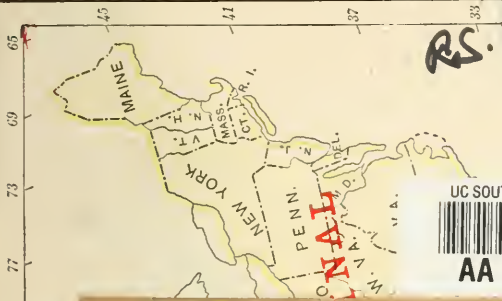 65
69
73
77
45
41
37
33
R.S.
MAINE
N.H.
VT.
MASS.
R.I.
CT.
NEW YORK
N.J.
PENN.
DEL.
M.D.
W.VA.
VA.
O
NAL
UC SOUT
AA